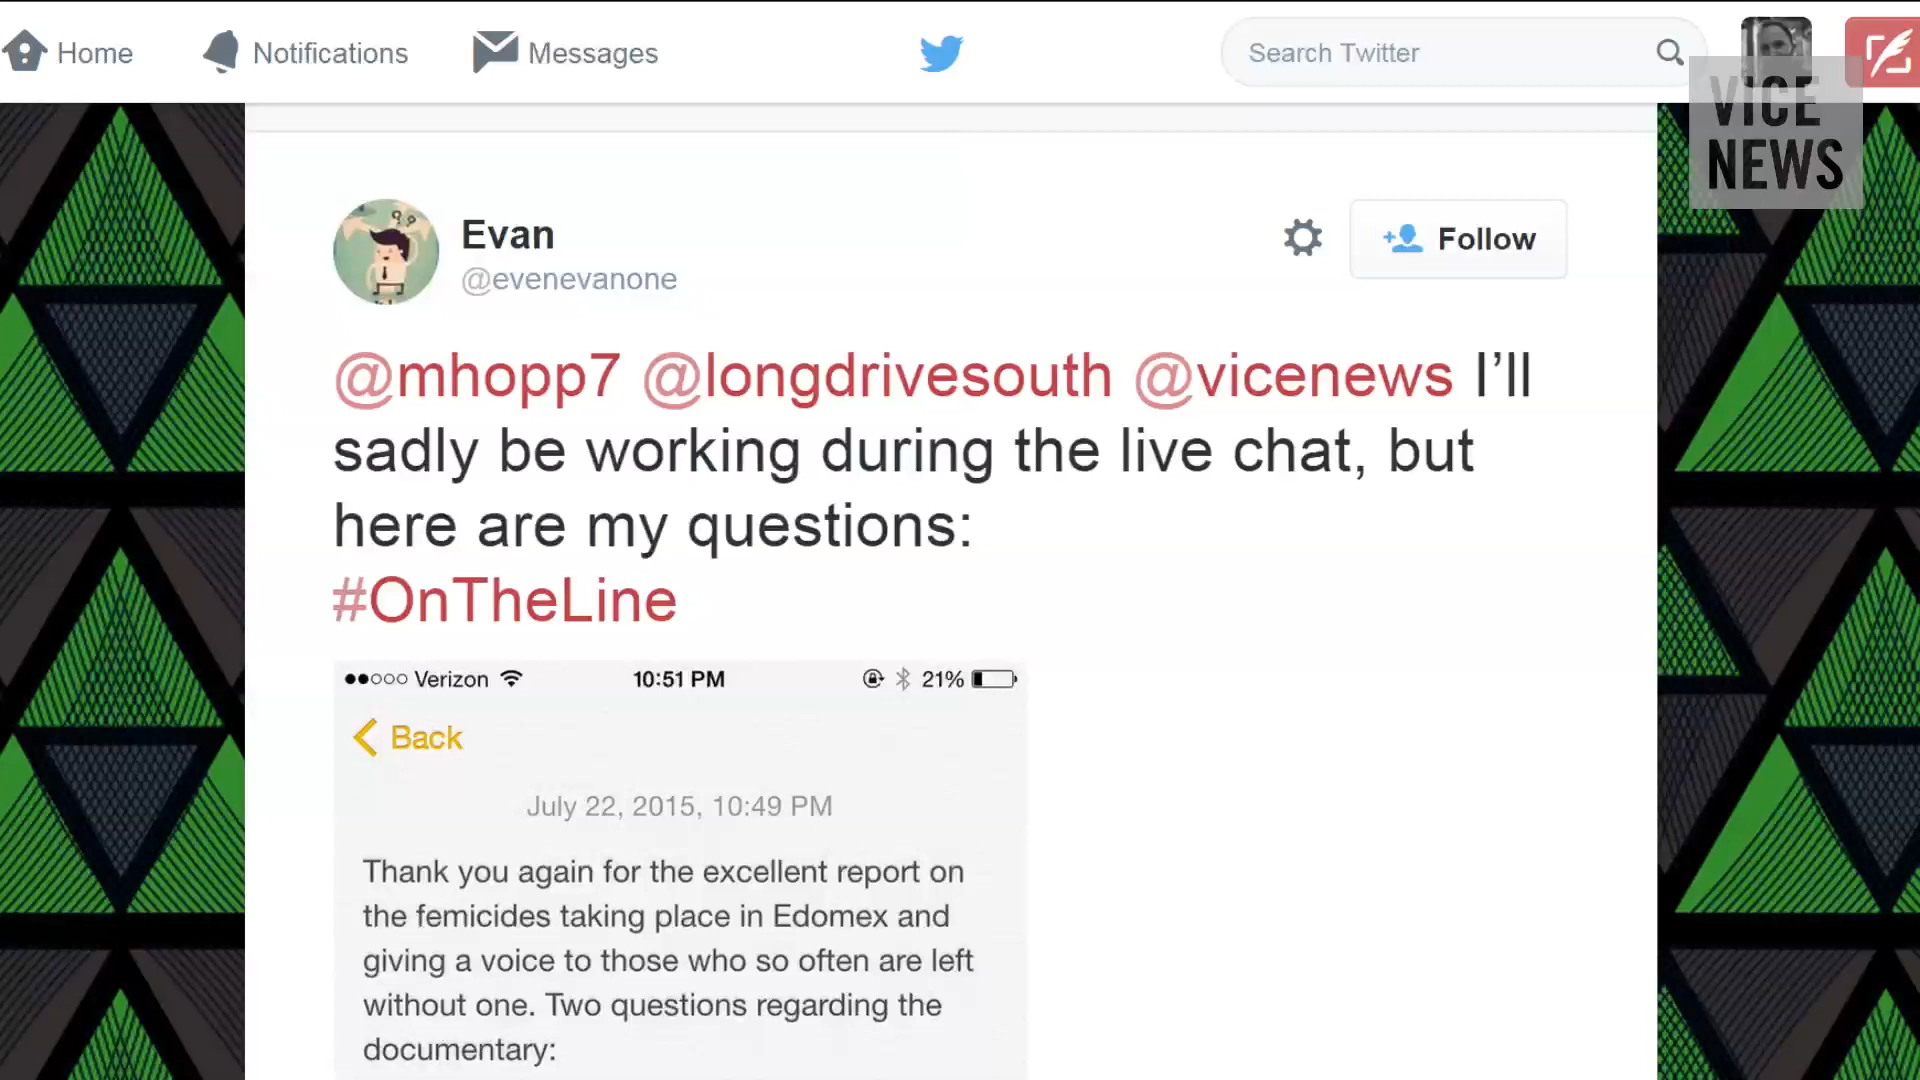 Home Notifications Messages Search Twitter
VICE
NEWS
Evan
@evenevanone
Follow
@mhopp7 @longdrivesouth @vicenews I’ll
sadly be working during the live chat, but
here are my questions:
#OnTheLine
Verizon 10:51 PM 21%
Back
July 22, 2015, 10:49 PM
Thank you again for the excellent report on
the femicides taking place in Edomex and
giving a voice to those who so often are left
without one. Two questions regarding the
documentary: